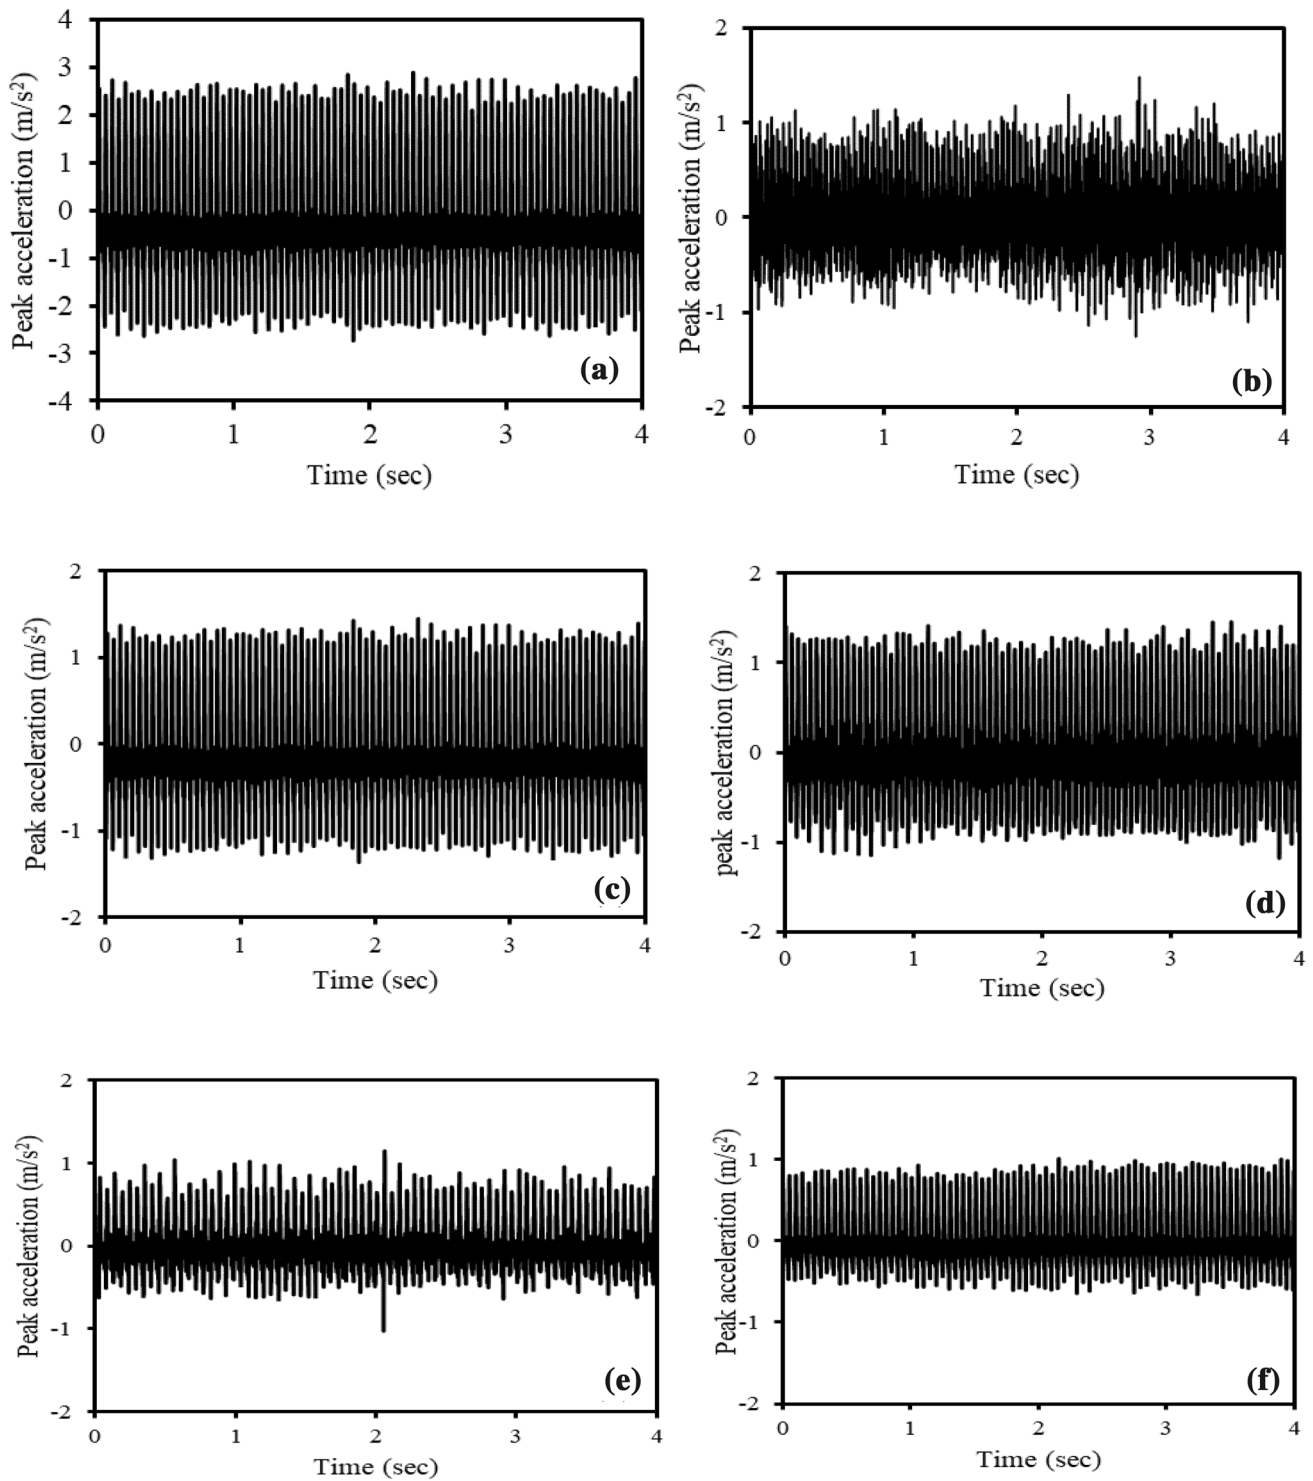 4
3
2
1
0
-1
-2
-3
-4
Peak acceleration (m/s²)
(a)
0 1 2 3 4
Time (sec)
2
1
0
-1
-2
Peak acceleration (m/s²)
(b)
0 1 2 3 4
Time (sec)
2
1
0
-1
-2
Peak acceleration (m/s²)
(c)
0 1 2 3 4
Time (sec)
2
1
0
-1
-2
peak acceleration (m/s²)
(d)
0 1 2 3 4
Time (sec)
2
1
0
-1
-2
Peak acceleration (m/s²)
(e)
0 1 2 3 4
Time (sec)
2
1
0
-1
-2
Peak acceleration (m/s²)
(f)
0 1 2 3 4
Time (sec)